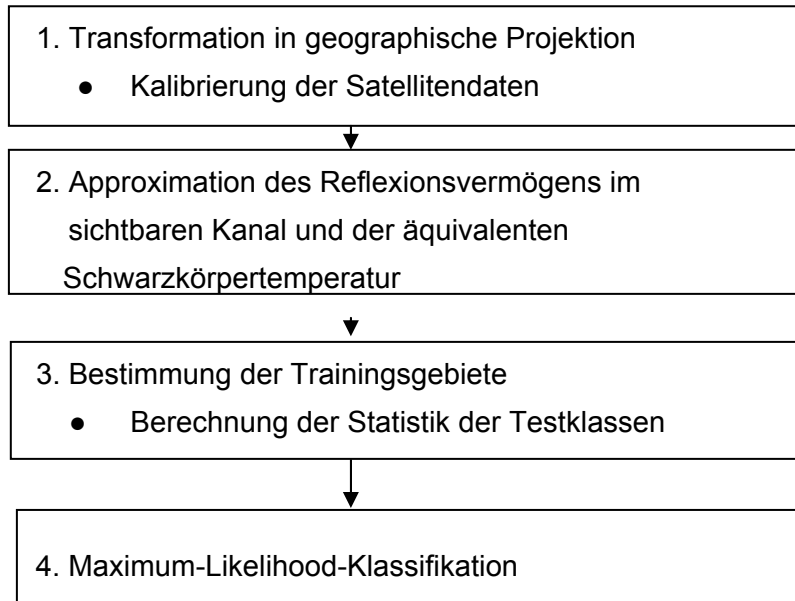 1. Transformation in geographische Projektion
● Kalibrierung der Satellitendaten
2. Approximation des Reflexionsvermögens im
sichtbaren Kanal und der äquivalenten
Schwarzkörpertemperatur
3. Bestimmung der Trainingsgebiete
● Berechnung der Statistik der Testklassen
4. Maximum-Likelihood-Klassifikation